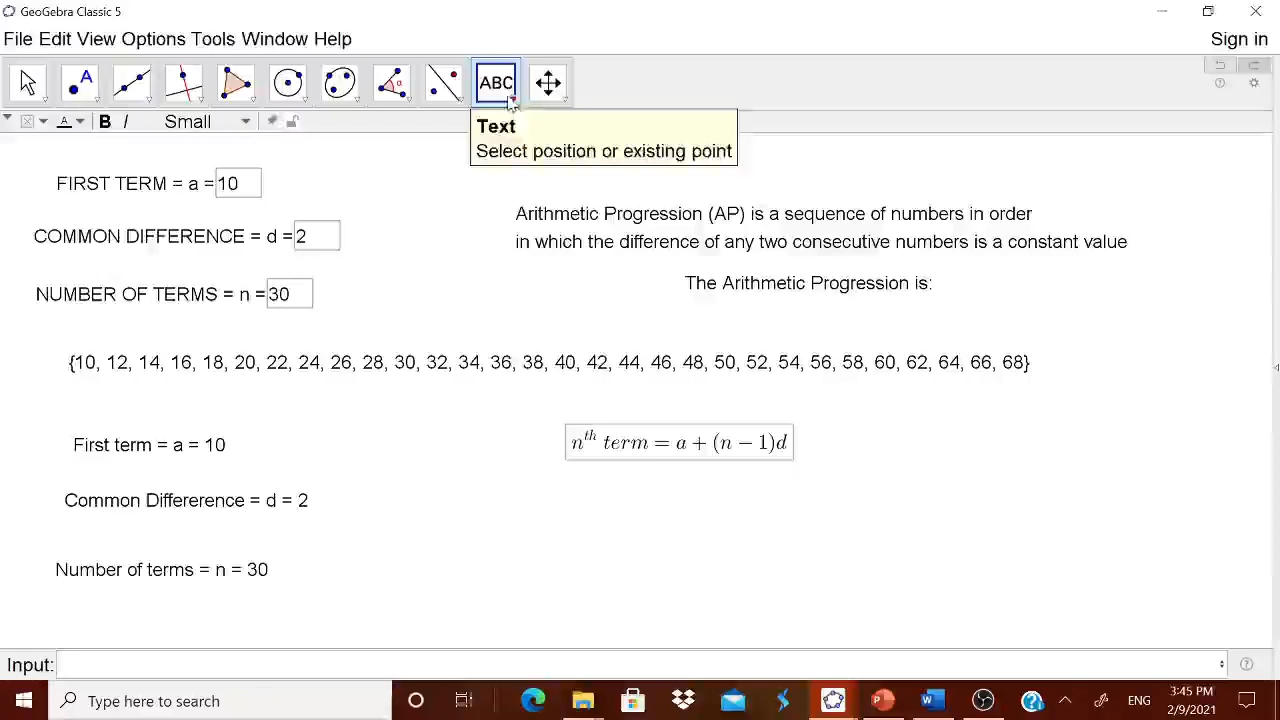 GeoGebra Classic 5
File Edit View Options Tools Window Help
Sign in
A
α
ABC
A B I Small
Text
Select position or existing point
FIRST TERM = a = 10
Arithmetic Progression (AP) is a sequence of numbers in order
COMMON DIFFERENCE = d = 2
in which the difference of any two consecutive numbers is a constant value
The Arithmetic Progression is:
NUMBER OF TERMS = n = 30
{10, 12, 14, 16, 18, 20, 22, 24, 26, 28, 30, 32, 34, 36, 38, 40, 42, 44, 46, 48, 50, 52, 54, 56, 58, 60, 62, 64, 66, 68}
First term = a = 10
n^th term = a + (n − 1)d
Common Differerence = d = 2
Number of terms = n = 30
Input:
Type here to search
ENG
3:45 PM
2/9/2021